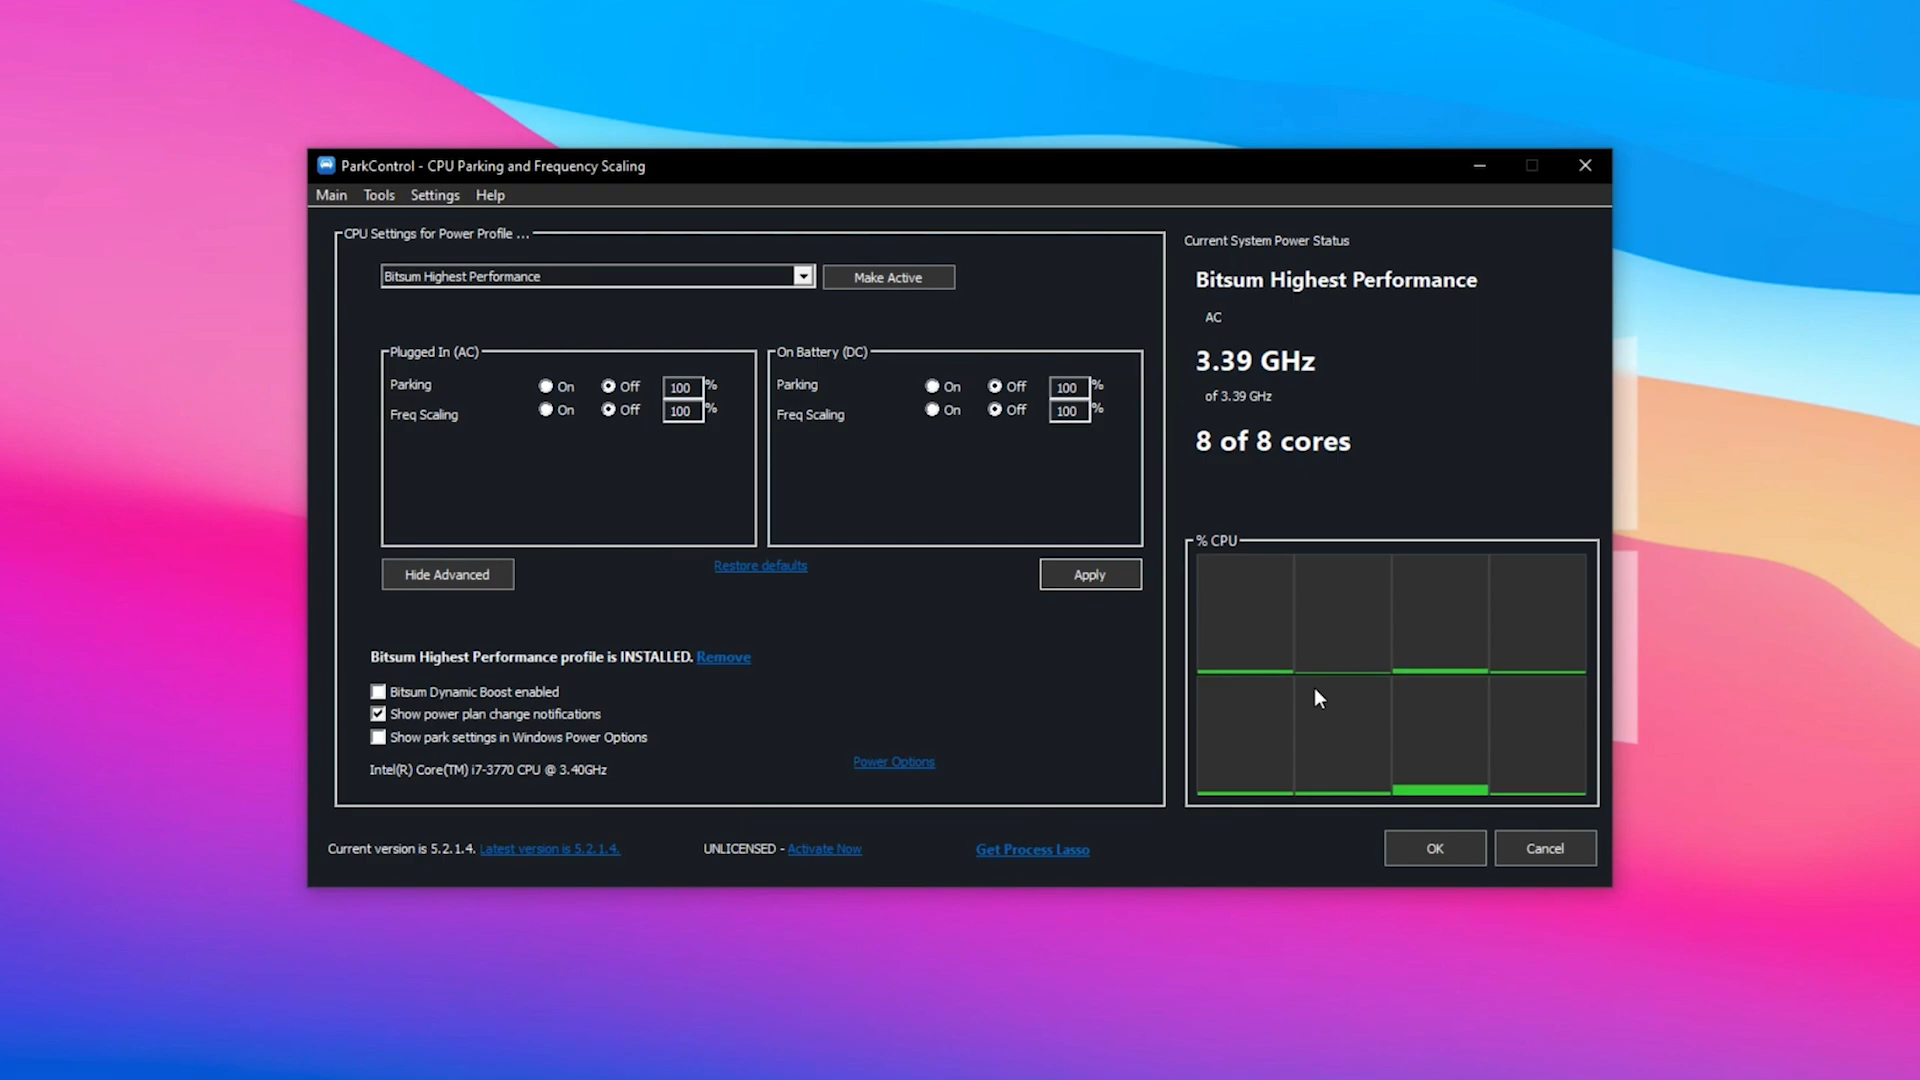 ParkControl - CPU Parking and Frequency Scaling
Main Tools Settings Help
CPU Settings for Power Profile ...
Bitsum Highest Performance
Make Active
Plugged In (AC)
Parking On Off 100 %
Freq Scaling On Off 100 %
On Battery (DC)
Parking On Off 100 %
Freq Scaling On Off 100 %
Hide Advanced
Restore defaults
Apply
Bitsum Highest Performance profile is INSTALLED. Remove
Bitsum Dynamic Boost enabled
Show power plan change notifications
Show park settings in Windows Power Options
Intel(R) Core(TM) i7-3770 CPU @ 3.40GHz
Power Options
Current System Power Status
Bitsum Highest Performance
AC
3.39 GHz
of 3.39 GHz
8 of 8 cores
% CPU
Current version is 5.2.1.4. Latest version is 5.2.1.4.
UNLICENSED - Activate Now
Get Process Lasso
OK
Cancel